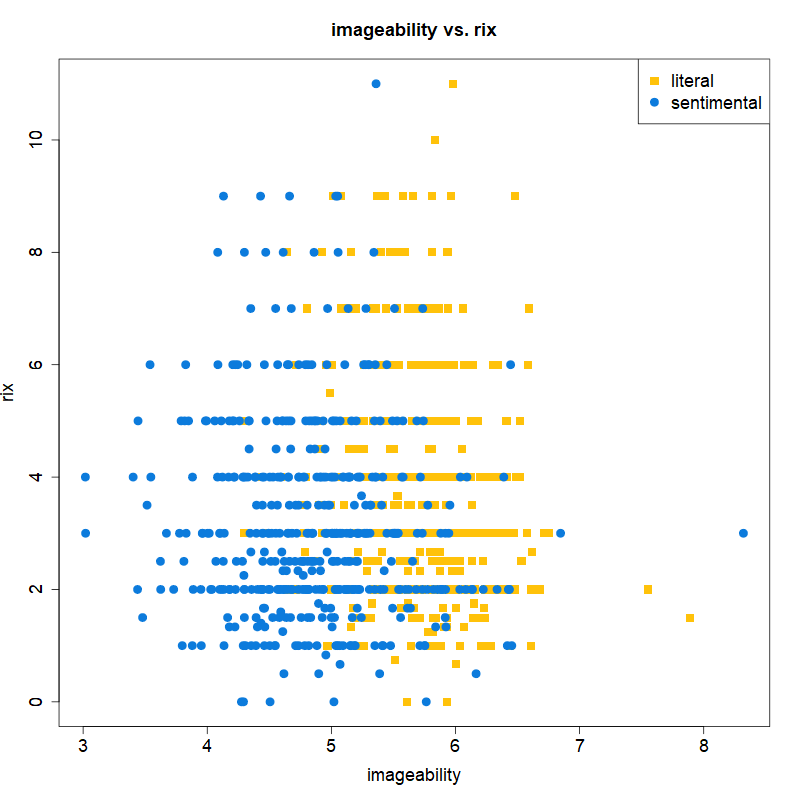 imageability vs. rix
literal
sentimental
10
8
6
4
2
0
rix
3 4 5 6 7 8
imageability